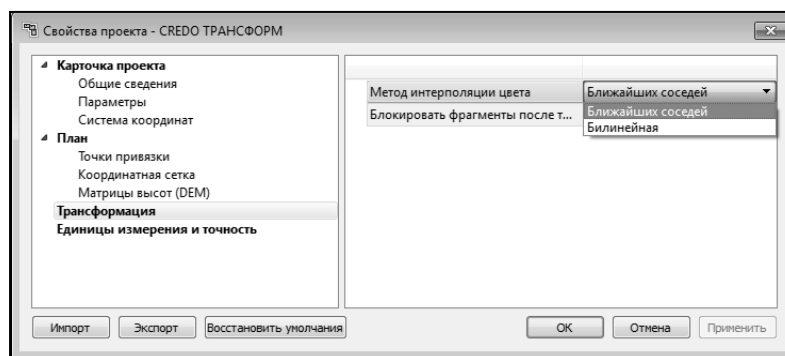 Свойства проекта - CREDO ТРАНСФОРМ
Карточка проекта
Общие сведения
Параметры
Система координат
План
Точки привязки
Координатная сетка
Матрицы высот (DEM)
Трансформация
Единицы измерения и точность
Метод интерполяции цвета
Ближайших соседей
Блокировать фрагменты после т...
Ближайших соседей
Билинейная
Импорт
Экспорт
Восстановить умолчания
OK
Отмена
Применить